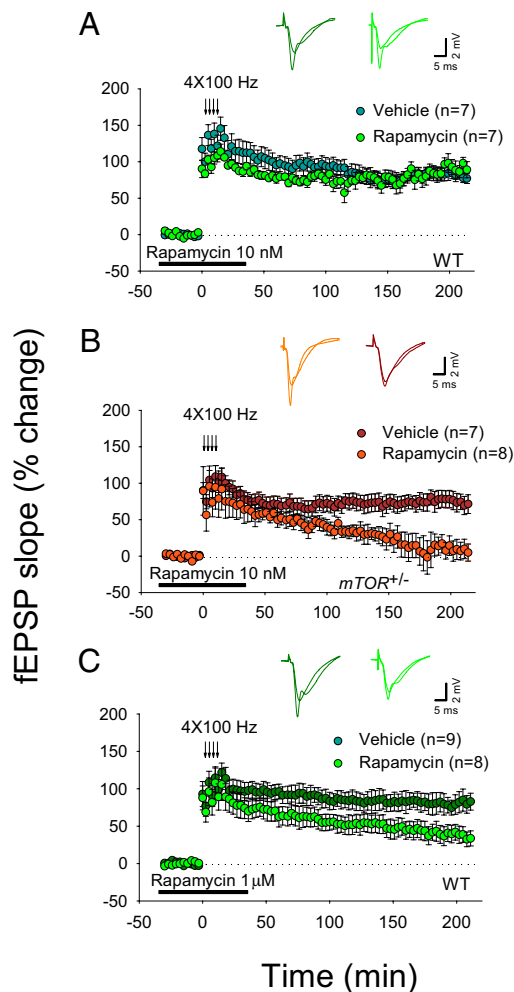 A
2 mV
5 ms
4X100 Hz
200
150
100
50
0
-50
Vehicle (n=7)
Rapamycin (n=7)
Rapamycin 10 nM
WT
0
50
100
150
200
B
2 mV
5 ms
4X100 Hz
200
150
100
50
0
-50
Vehicle (n=7)
Rapamycin (n=8)
Rapamycin 10 nM
mTOR+/-
0
50
100
150
200
C
2 mV
5 ms
4X100 Hz
200
150
100
50
0
-50
Vehicle (n=9)
Rapamycin (n=8)
Rapamycin 1 μM
WT
0
50
100
150
200
fEPSP slope (% change)
Time (min)